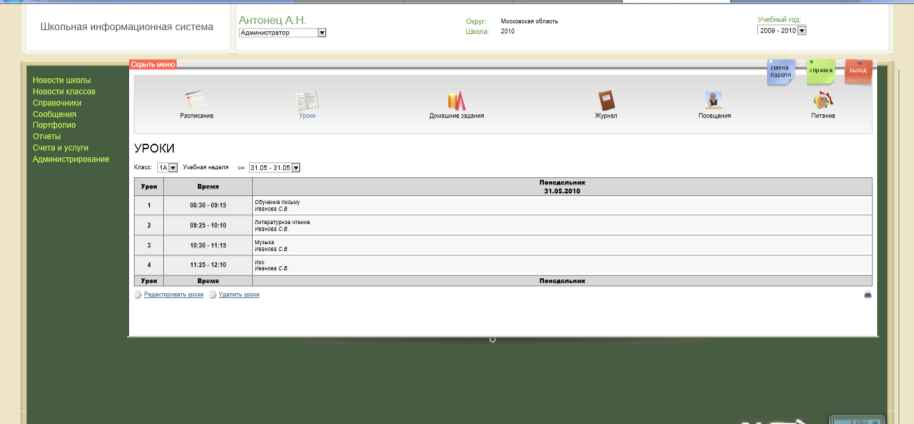 Школьная информационная система
Антонец А.Н.
Администратор
Округ: Московская область
Школа: 2010
Учебный год:
2009 - 2010
Скрыть меню
смена пароля
справка
выход
Новости школы
Новости классов
Справочники
Сообщения
Портфолио
Отчеты
Счета и услуги
Администрирование
Расписание Уроки Домашние задания Журнал Посещения Питание
УРОКИ
Класс: 1А Учебная неделя 31.05 - 31.05
Урок Время Понедельник
31.05.2010
1 08:30 - 09:15 Обучение письму
Иванова С.В.
2 09:25 - 10:10 Литературное чтение
Иванова С.В.
3 10:30 - 11:15 Музыка
Иванова С.В.
4 11:25 - 12:10 Изо
Иванова С.В.
Урок Время Понедельник
Редактировать уроки Удалить уроки